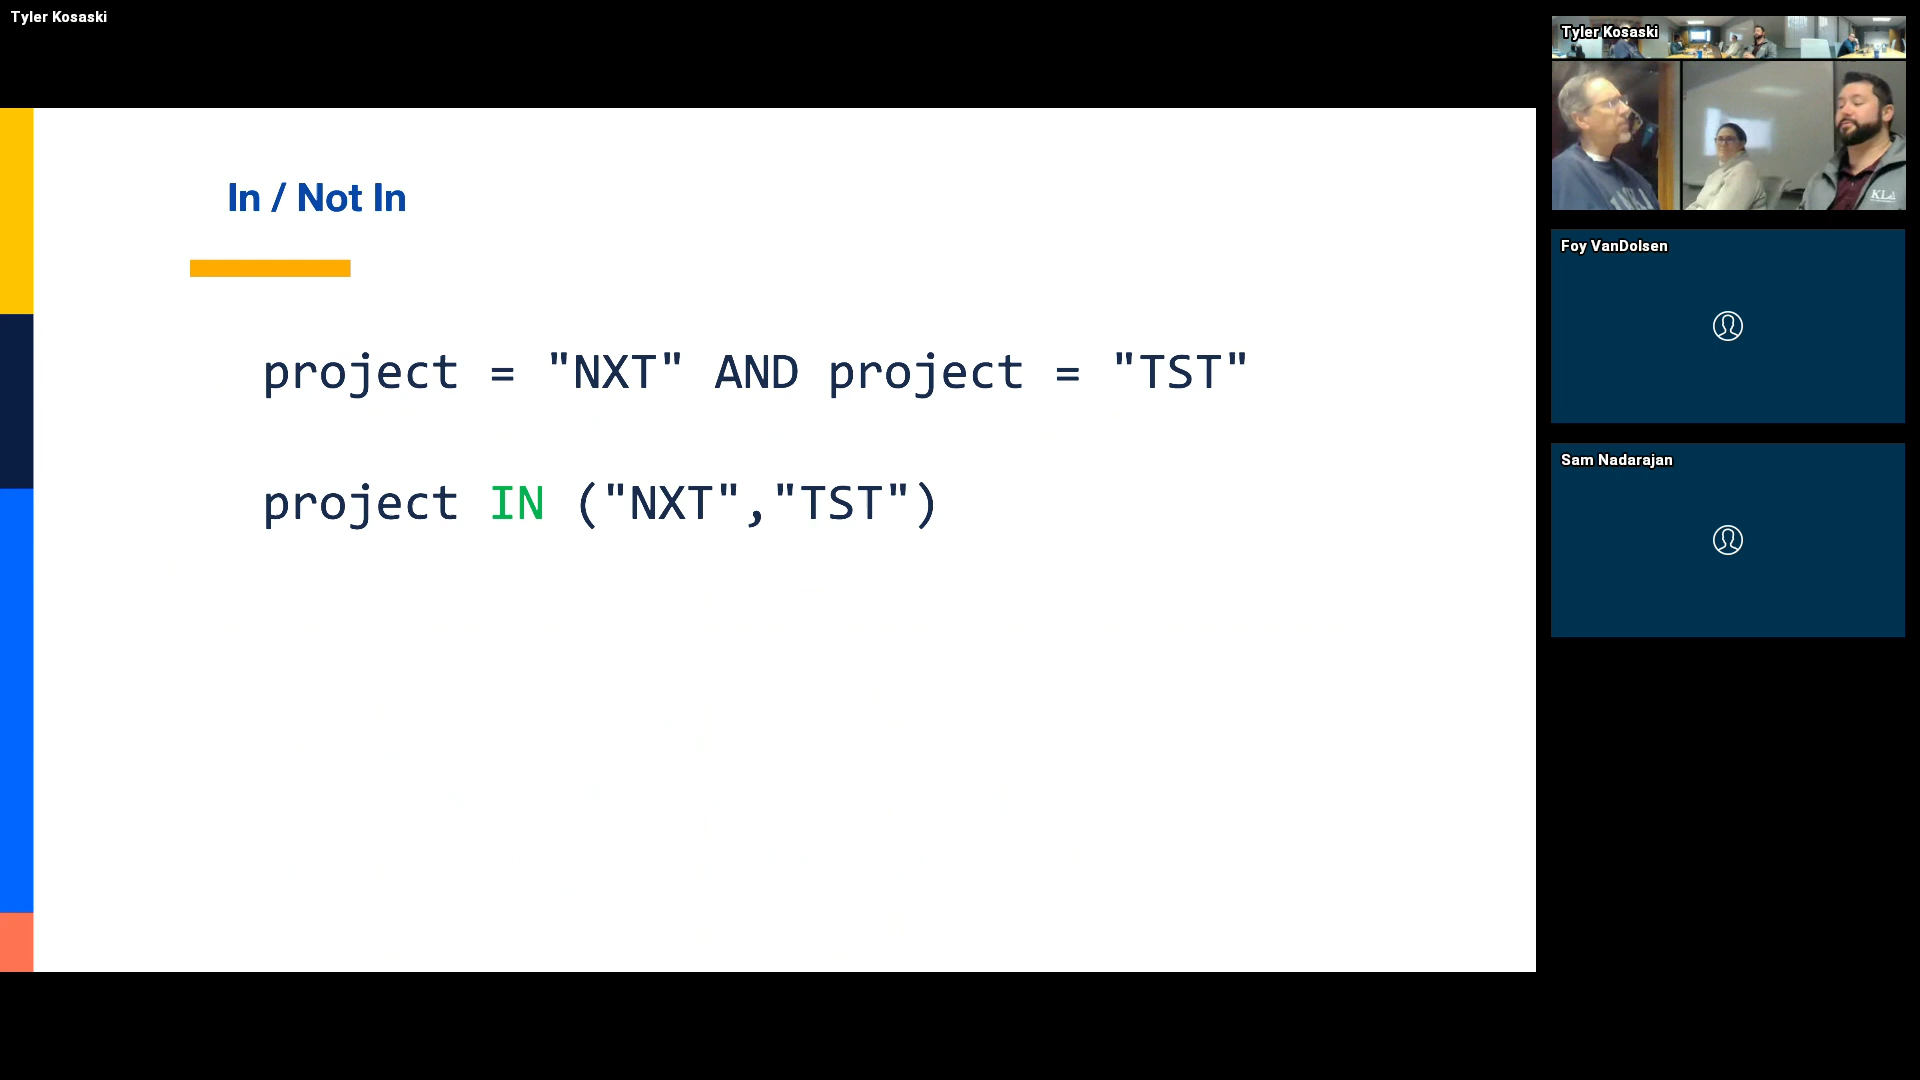 Tyler Kosaski
In / Not In
project = "NXT" AND project = "TST"
project IN ("NXT","TST")
Tyler Kosaski
KLA
Foy VanDolsen
Sam Nadarajan